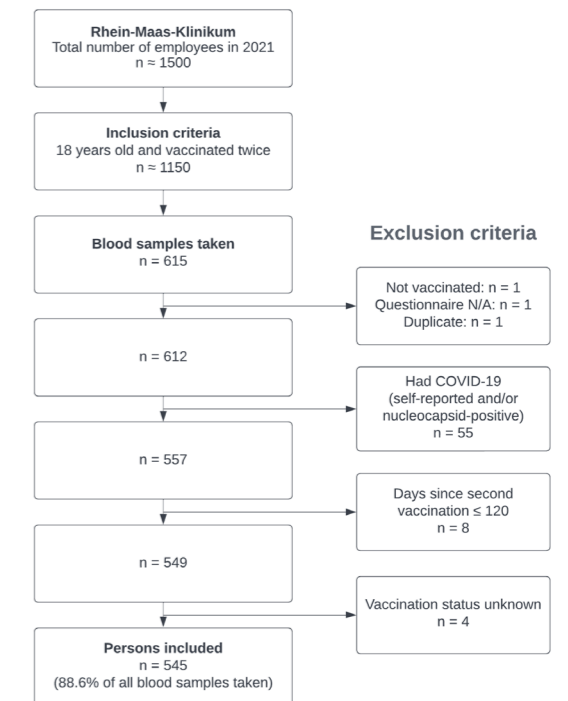 Rhein-Maas-Klinikum
Total number of employees in 2021
n ≈ 1500
Inclusion criteria
18 years old and vaccinated twice
n ≈ 1150
Blood samples taken
n = 615
Exclusion criteria
Not vaccinated: n = 1
Questionnaire N/A: n = 1
Duplicate: n = 1
n = 612
Had COVID-19
(self-reported and/or
nucleocapsid-positive)
n = 55
n = 557
Days since second
vaccination ≤ 120
n = 8
n = 549
Vaccination status unknown
n = 4
Persons included
n = 545
(88.6% of all blood samples taken)